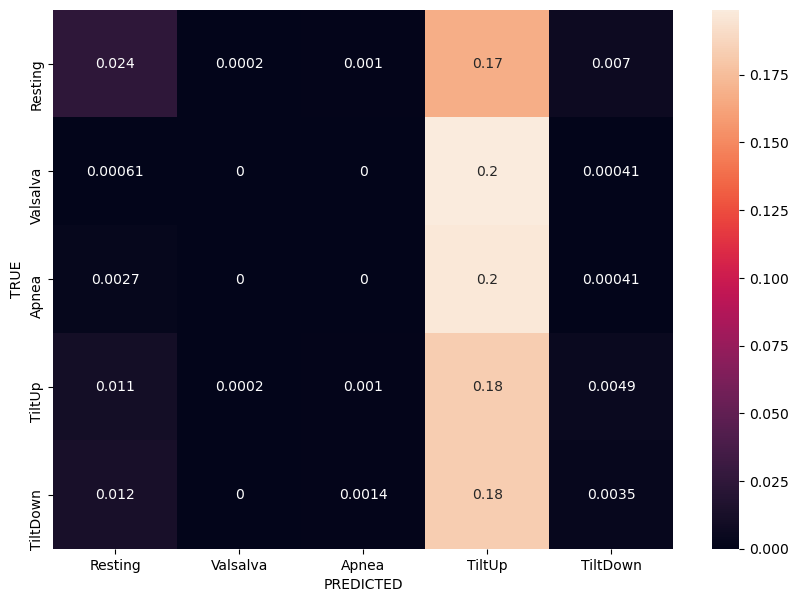 Resting 0.024 0.0002 0.001 0.17 0.007
Valsalva 0.00061 0 0 0.2 0.00041
Apnea 0.0027 0 0 0.2 0.00041
TiltUp 0.011 0.0002 0.001 0.18 0.0049
TiltDown 0.012 0 0.0014 0.18 0.0035
TRUE
Resting Valsalva Apnea TiltUp TiltDown
PREDICTED
0.175
0.150
0.125
0.100
0.075
0.050
0.025
0.000